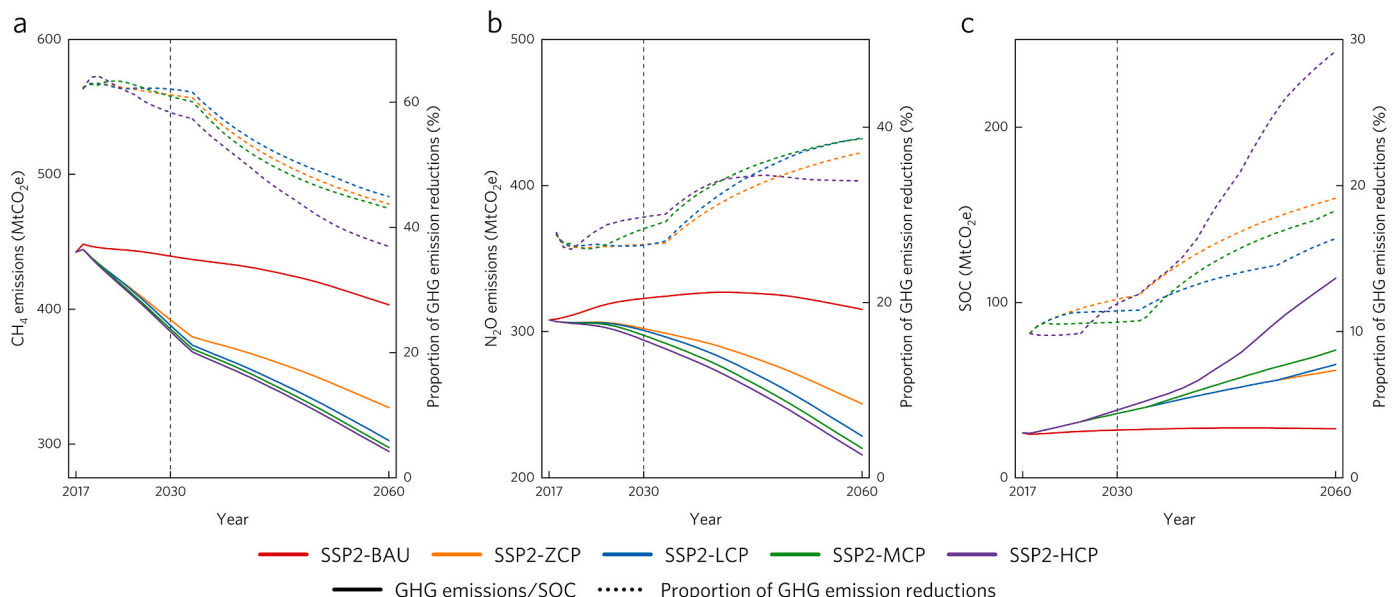 a
600
500
400
300
CH₄ emissions (MtCO₂e)
60
40
20
0
Proportion of GHG emission reductions (%)
2017
2030
2060
Year
b
500
400
300
200
N₂O emissions (MtCO₂e)
40
20
0
Proportion of GHG emission reductions (%)
2017
2030
2060
Year
c
200
100
0
SOC (MtCO₂e)
30
20
10
0
Proportion of GHG emission reductions (%)
2017
2030
2060
Year
SSP2-BAU SSP2-ZCP SSP2-LCP SSP2-MCP SSP2-HCP
GHG emissions/SOC Proportion of GHG emission reductions